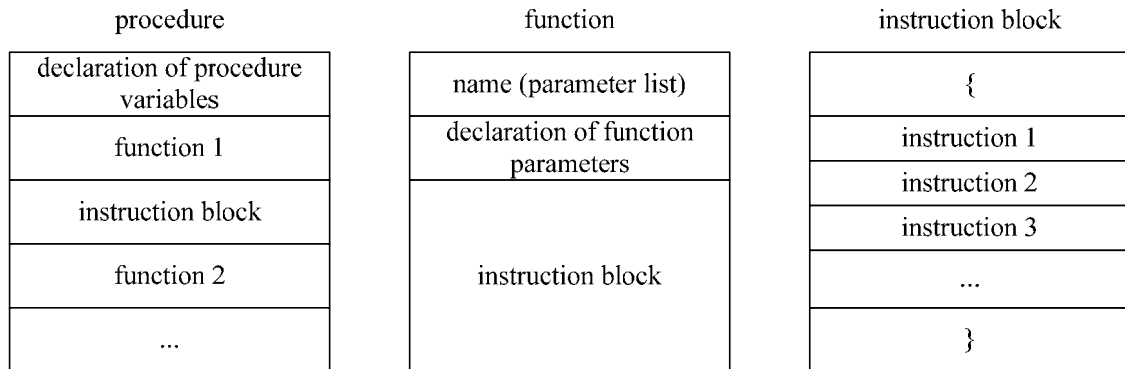 procedure
declaration of procedure
variables
function 1
instruction block
function 2
...
function
name (parameter list)
declaration of function
parameters
instruction block
instruction block
{
instruction 1
instruction 2
instruction 3
...
}